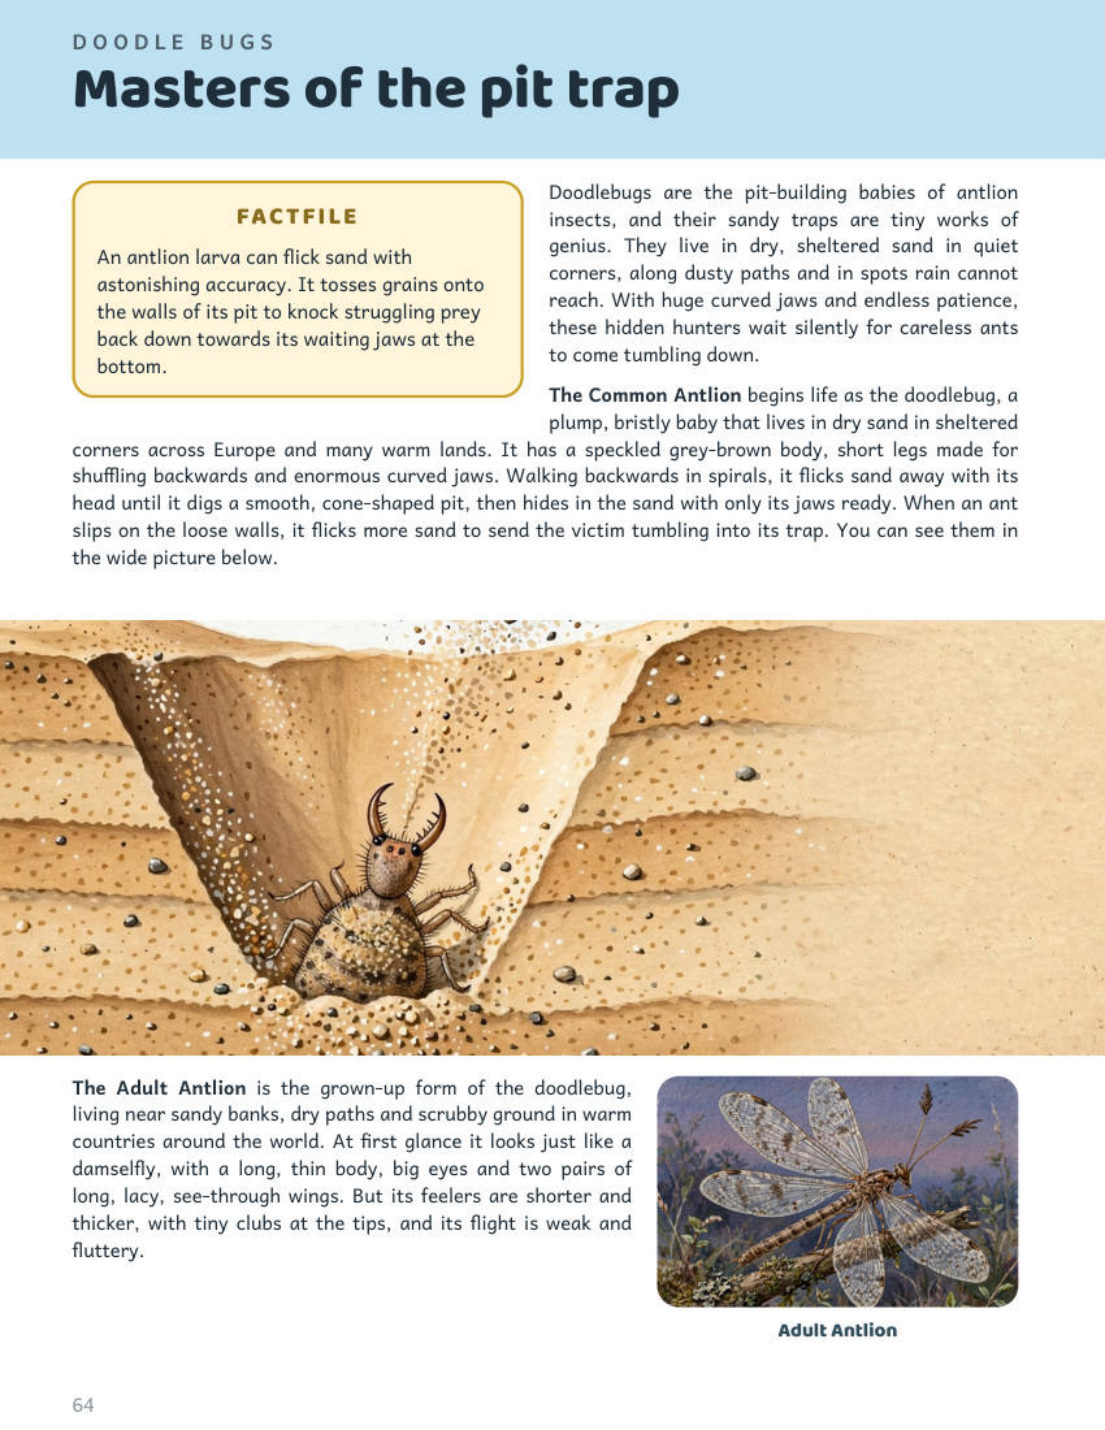 DOODLE BUGS
Masters of the pit trap
FACTFILE
An antlion larva can flick sand with
astonishing accuracy. It tosses grains onto
the walls of its pit to knock struggling prey
back down towards its waiting jaws at the
bottom.
Doodlebugs are the pit-building babies of antlion
insects, and their sandy traps are tiny works of
genius. They live in dry, sheltered sand in quiet
corners, along dusty paths and in spots rain cannot
reach. With huge curved jaws and endless patience,
these hidden hunters wait silently for careless ants
to come tumbling down.
The Common Antlion begins life as the doodlebug, a
plump, bristly baby that lives in dry sand in sheltered
corners across Europe and many warm lands. It has a speckled grey-brown body, short legs made for
shuffling backwards and enormous curved jaws. Walking backwards in spirals, it flicks sand away with its
head until it digs a smooth, cone-shaped pit, then hides in the sand with only its jaws ready. When an ant
slips on the loose walls, it flicks more sand to send the victim tumbling into its trap. You can see them in
the wide picture below.
The Adult Antlion is the grown-up form of the doodlebug,
living near sandy banks, dry paths and scrubby ground in warm
countries around the world. At first glance it looks just like a
damselfly, with a long, thin body, big eyes and two pairs of
long, lacy, see-through wings. But its feelers are shorter and
thicker, with tiny clubs at the tips, and its flight is weak and
fluttery.
Adult Antlion
64